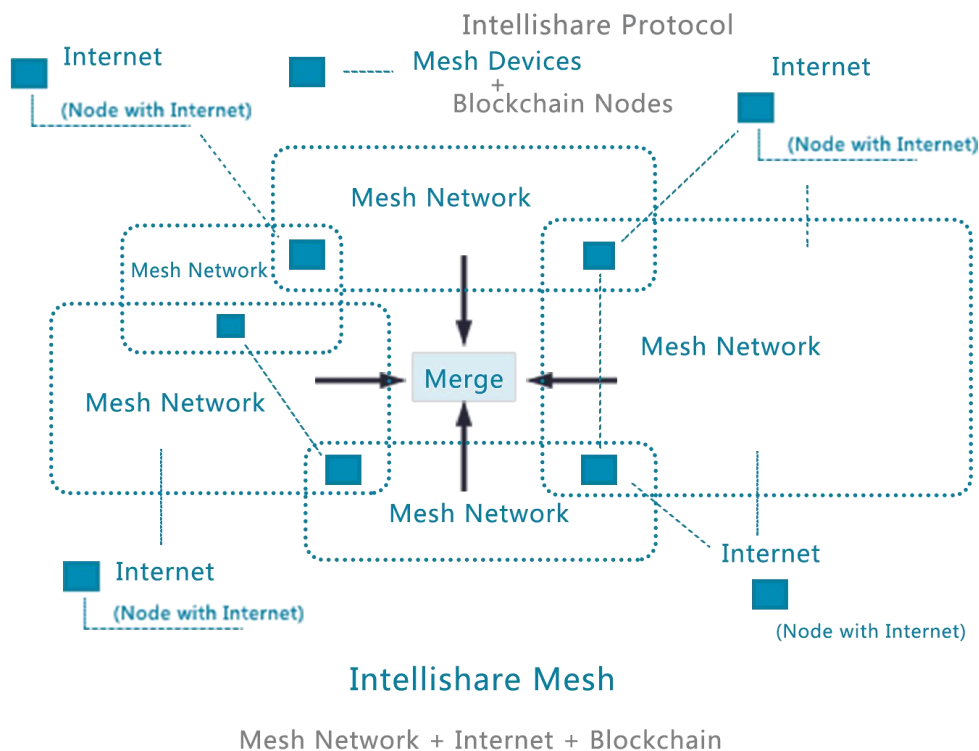 Intellishare Protocol
Internet
Mesh Devices
+
Blockchain Nodes
Internet
(Node with Internet)
(Node with Internet)
Mesh Network
Mesh Network
Mesh Network
Merge
Mesh Network
Mesh Network
Internet
(Node with Internet)
Internet
(Node with Internet)
Intellishare Mesh
Mesh Network + Internet + Blockchain